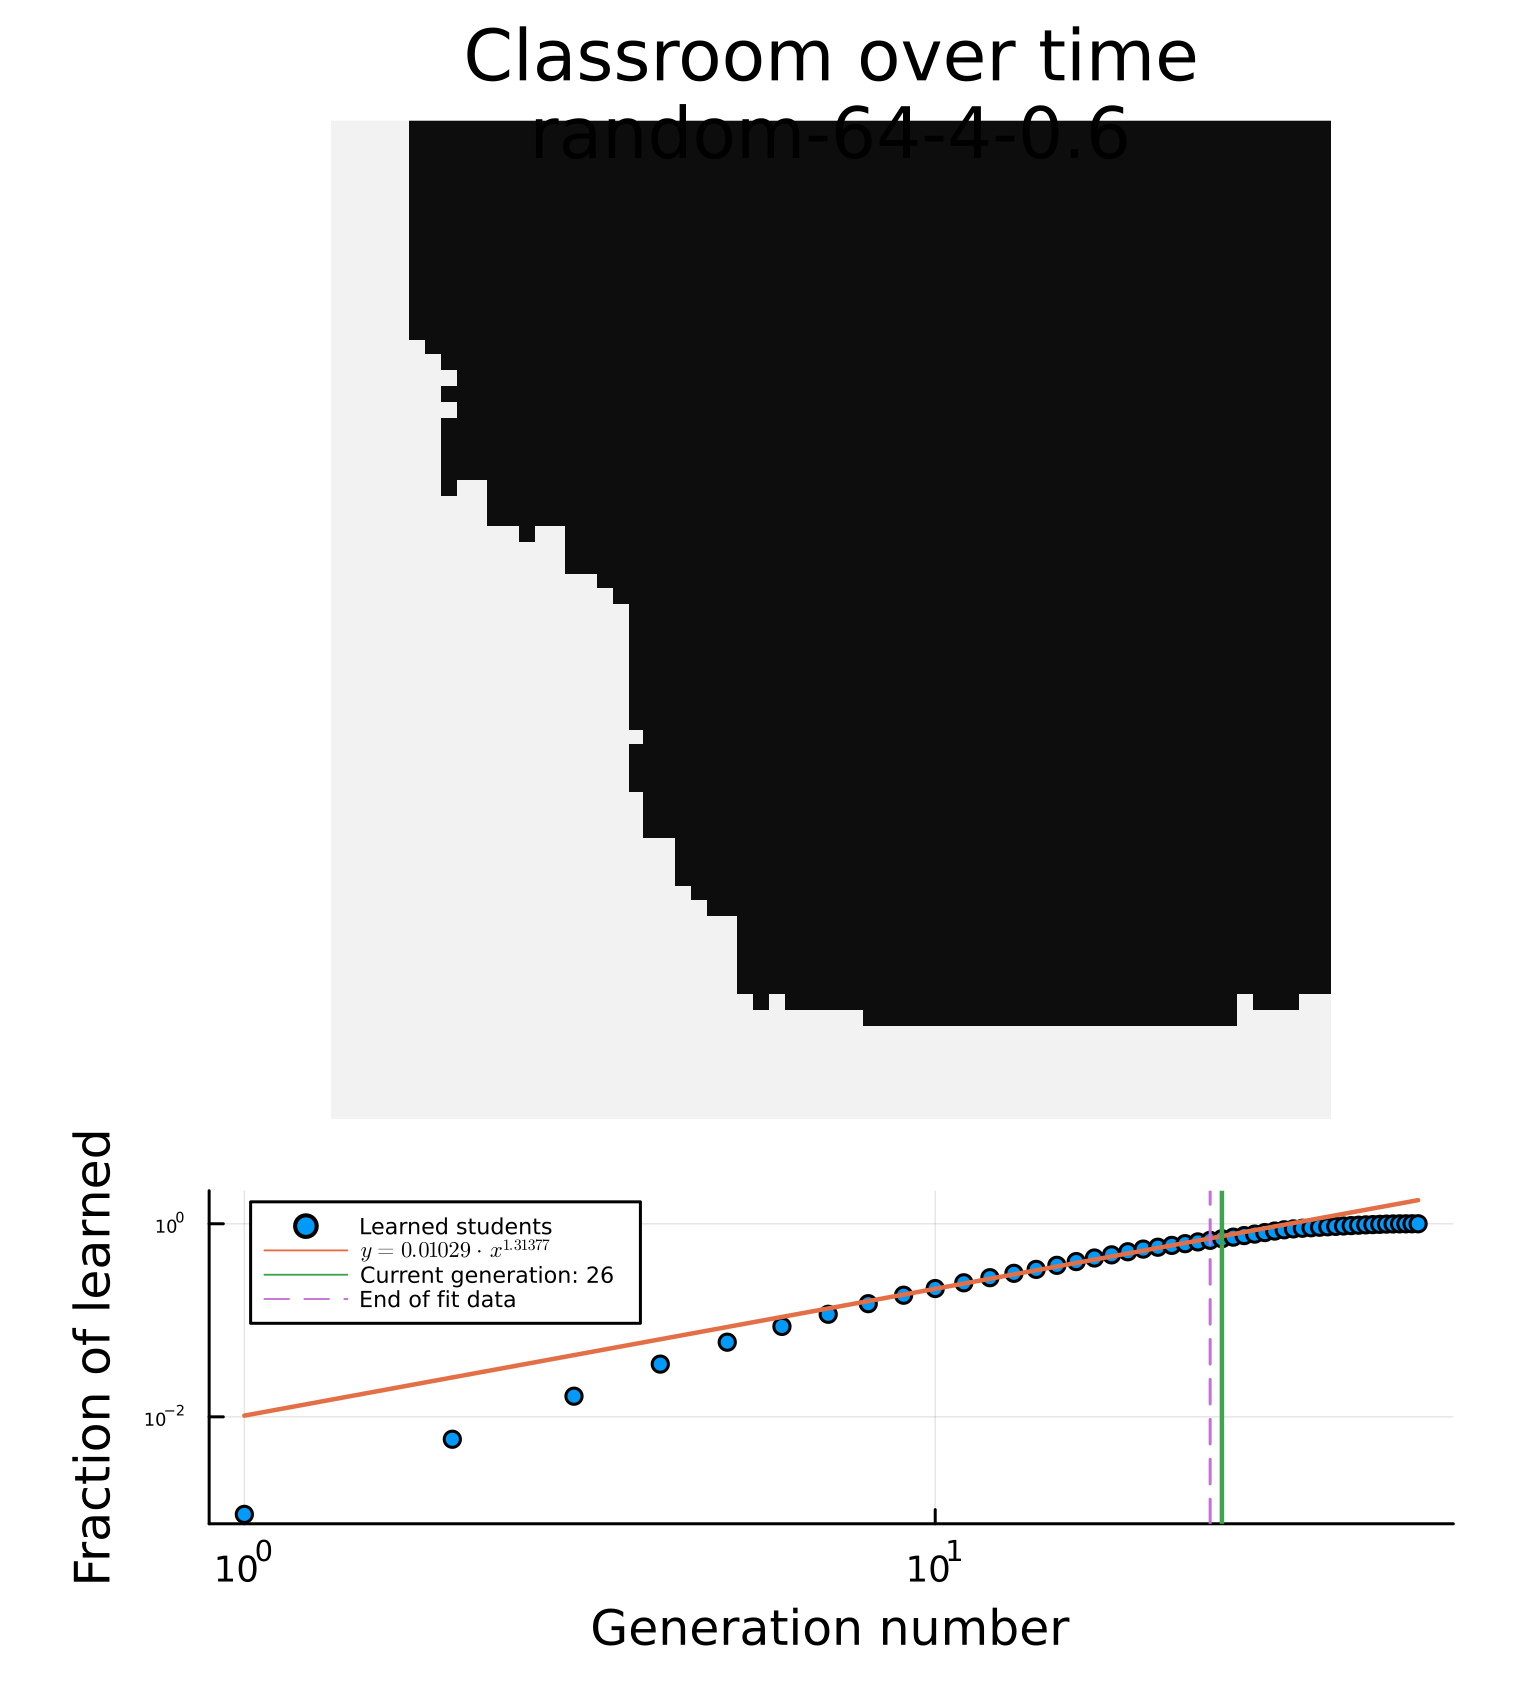 Classroom over time
random-64-4-0.6
Fraction of learned
10⁰
10⁻²
Learned students
y = 0.01029 · x^1.31377
Current generation: 26
End of fit data
10⁰
10¹
Generation number